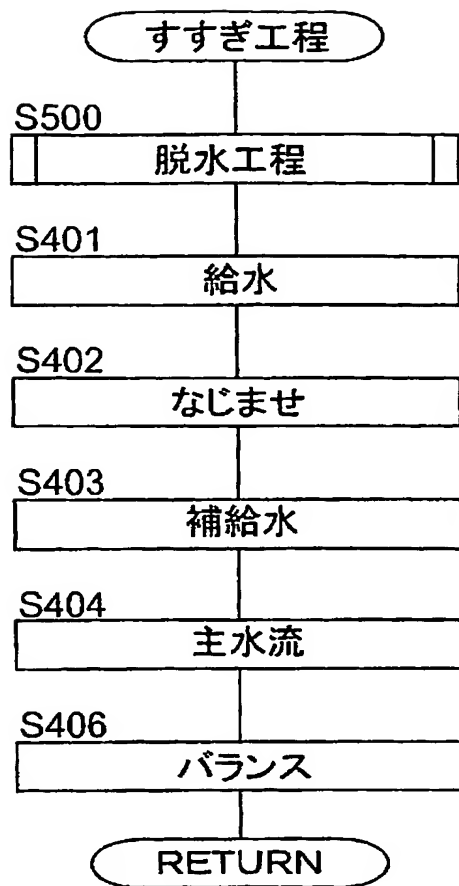 すすぎ工程
S500
脱水工程
S401
給水
S402
なじませ
S403
補給水
S404
主水流
S406
バランス
RETURN